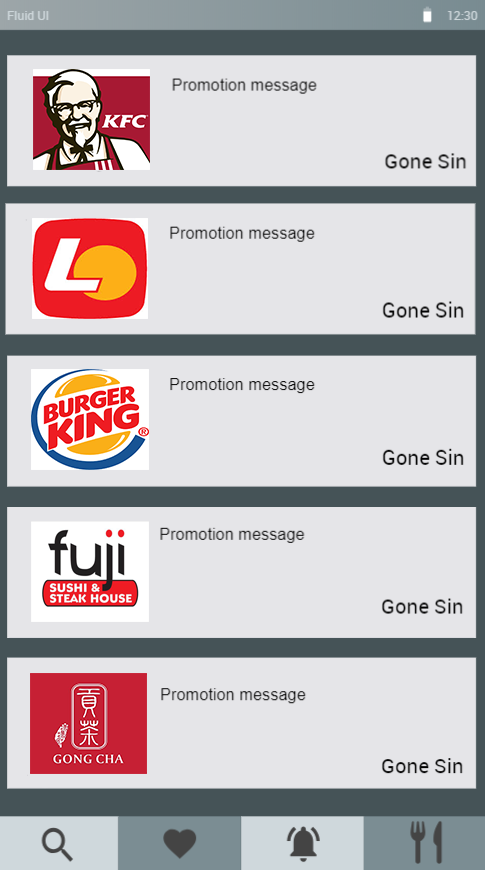 Fluid UI 12:30
KFC
Promotion message
Gone Sin
L
Promotion message
Gone Sin
BURGER
KING®
Promotion message
Gone Sin
fuji
SUSHI &
STEAK HOUSE
Promotion message
Gone Sin
貢
茶
GONG CHA
Promotion message
Gone Sin